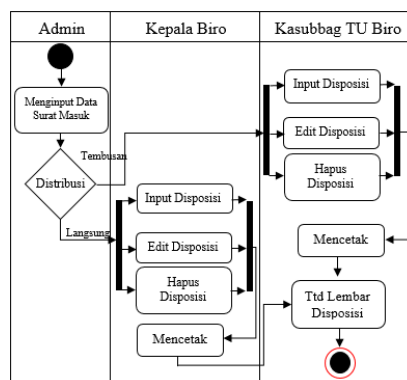 Admin
Kepala Biro
Kasubbag TU Biro
Menginput Data
Surat Masuk
Distribusi
Tembusan
Langsung
Input Disposisi
Edit Disposisi
Hapus
Disposisi
Mencetak
Input Disposisi
Edit Disposisi
Hapus
Disposisi
Mencetak
Ttd Lembar
Disposisi